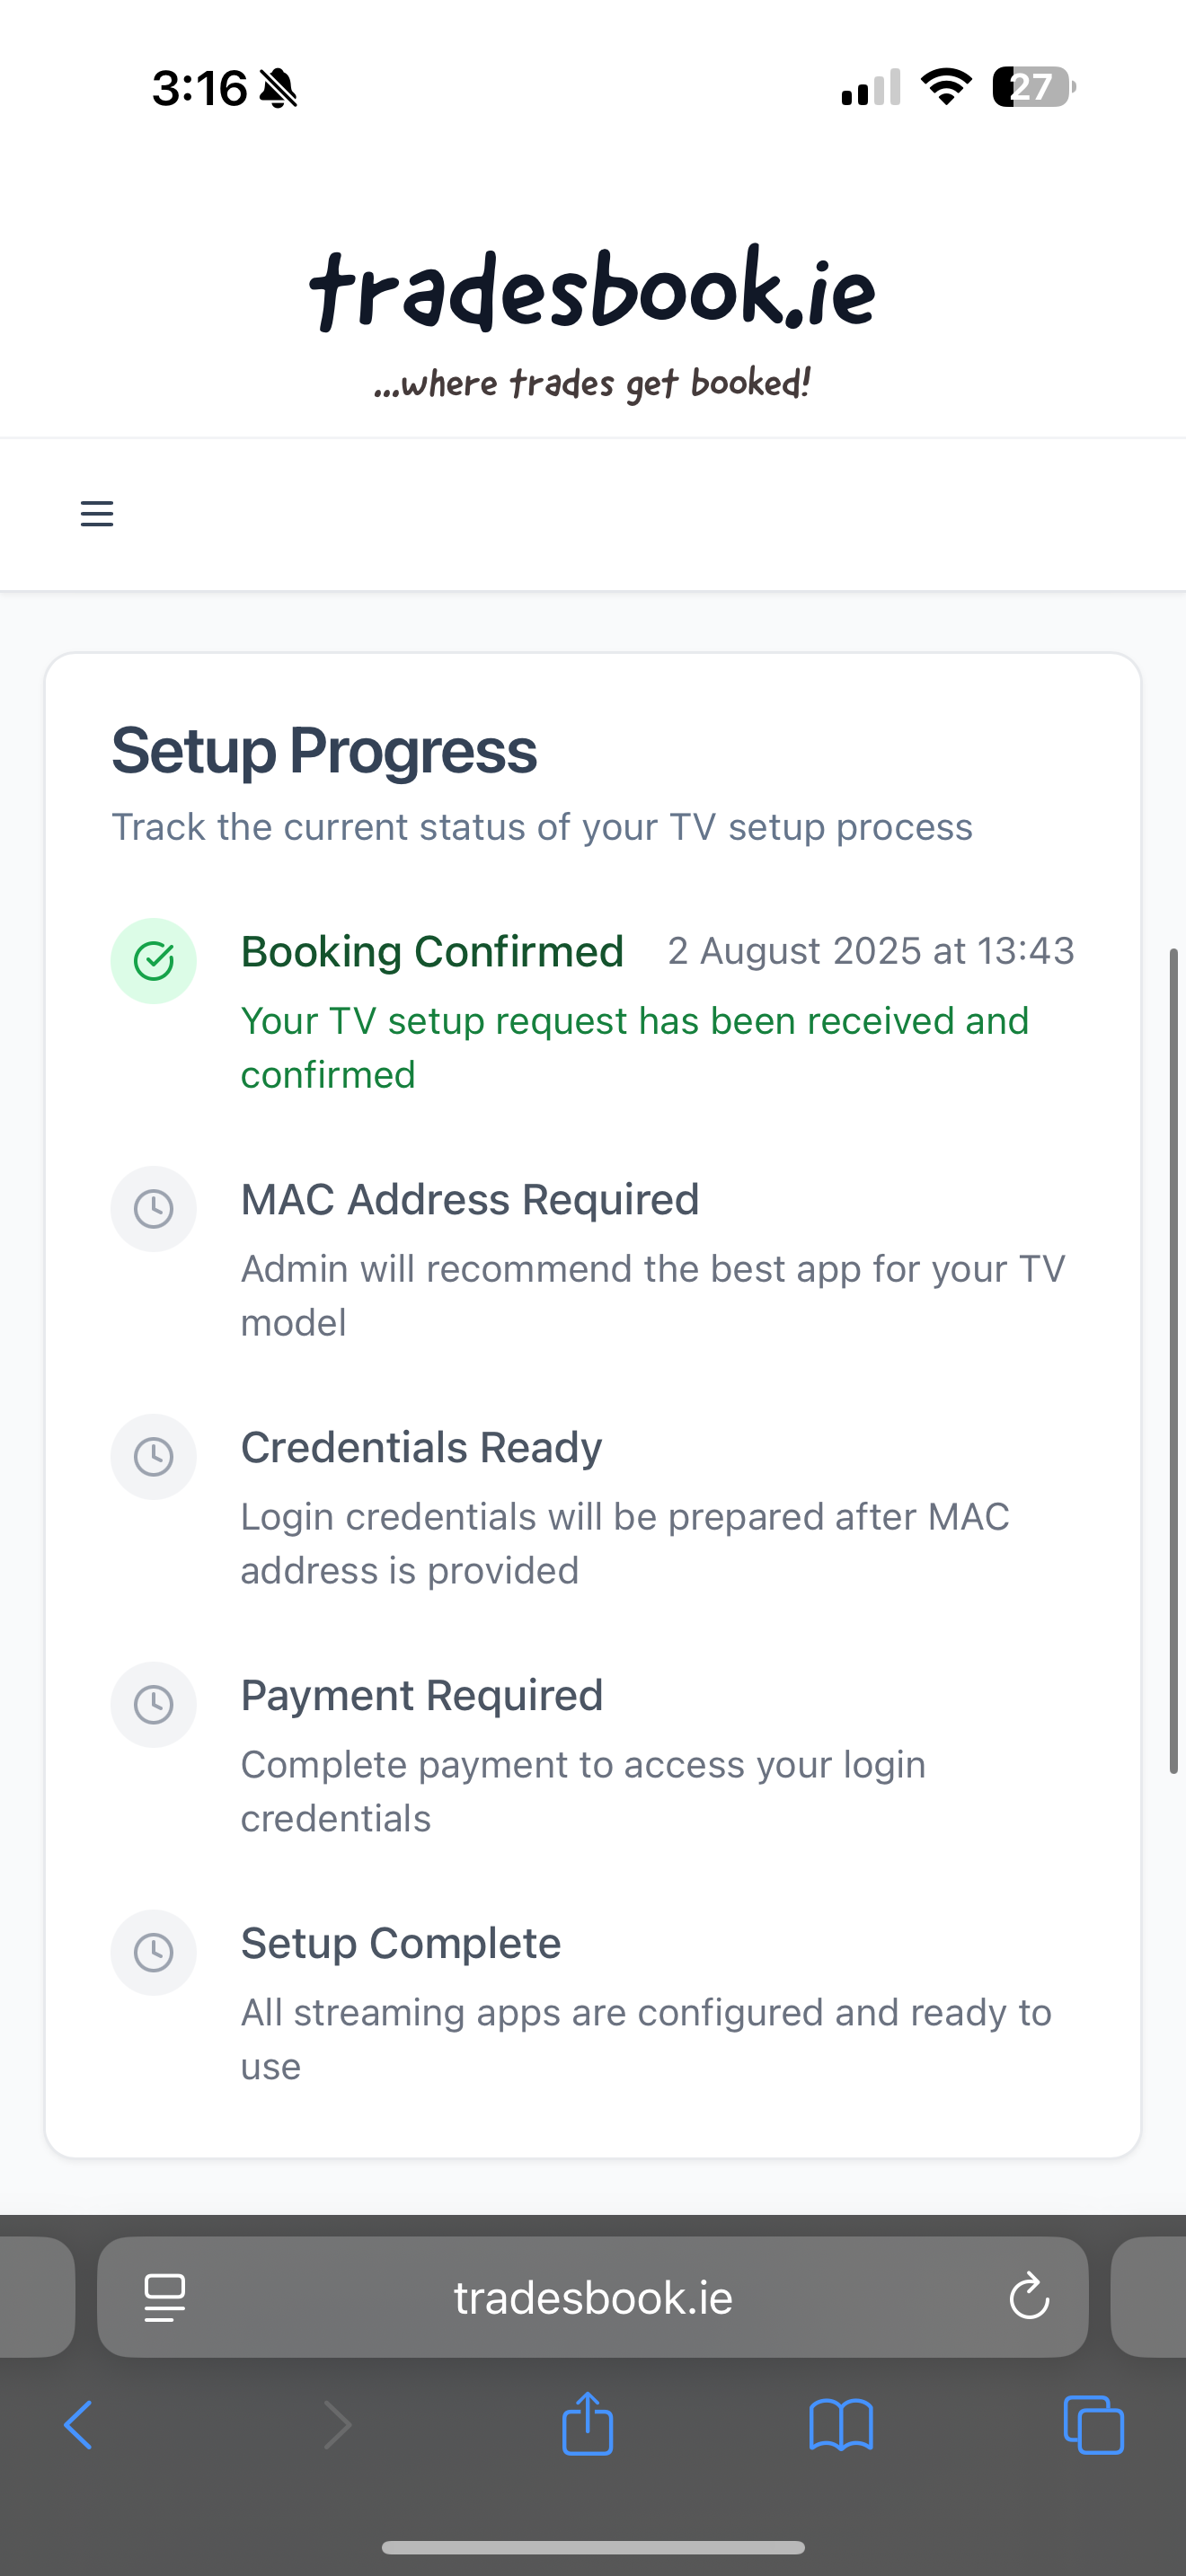 3:16
27
tradesbook.ie
...where trades get booked!
Setup Progress
Track the current status of your TV setup process
Booking Confirmed 2 August 2025 at 13:43
Your TV setup request has been received and
confirmed
MAC Address Required
Admin will recommend the best app for your TV
model
Credentials Ready
Login credentials will be prepared after MAC
address is provided
Payment Required
Complete payment to access your login
credentials
Setup Complete
All streaming apps are configured and ready to
use
tradesbook.ie